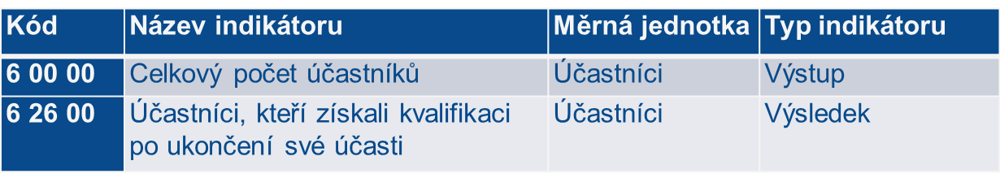 Kód Název indikátoru Měrná jednotka Typ indikátoru
6 00 00 Celkový počet účastníků Účastníci Výstup
6 26 00 Účastníci, kteří získali kvalifikaci Účastníci Výsledek
po ukončení své účasti